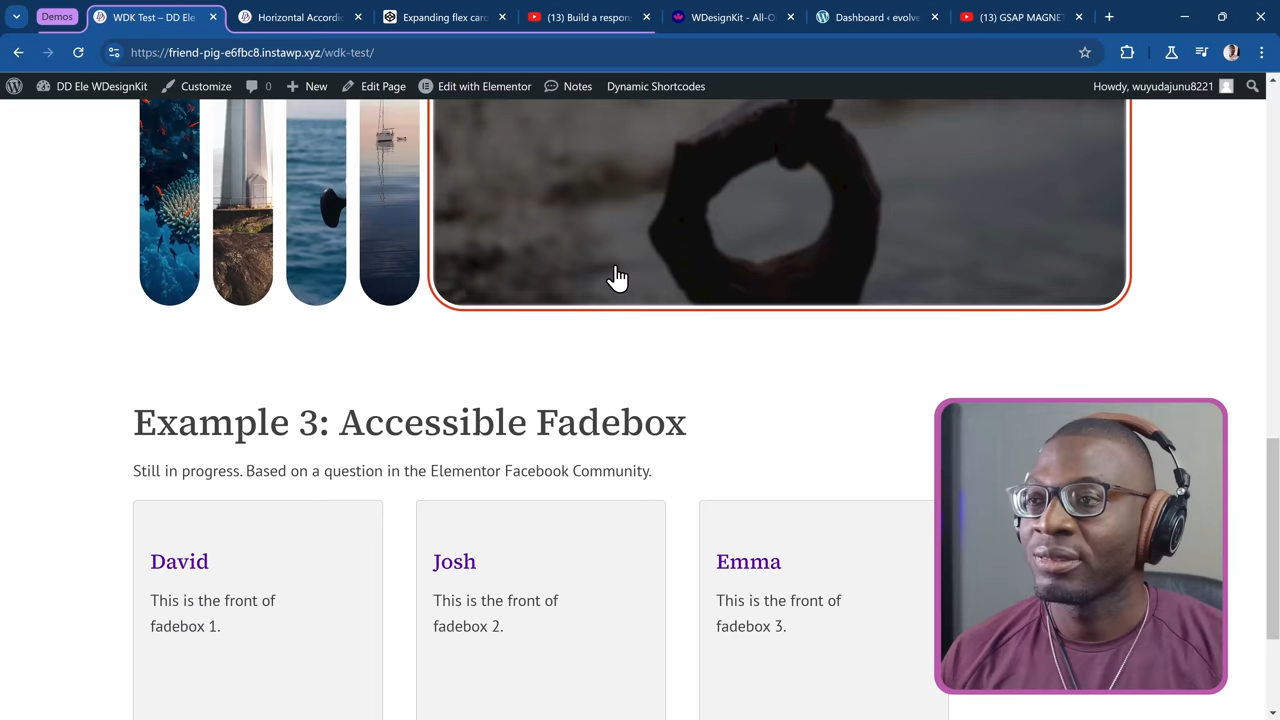 Demos
WDK Test – DD Ele
Horizontal Accordi
Expanding flex car
(13) Build a respon
WDesignKit - All-O
Dashboard ‹ evolve
(13) GSAP MAGNE
https://friend-pig-e6fbc8.instawp.xyz/wdk-test/
DD Ele WDesignKit
Customize
0
New
Edit Page
Edit with Elementor
Notes
Dynamic Shortcodes
Howdy, wuyudajunu8221
Example 3: Accessible Fadebox
Still in progress. Based on a question in the Elementor Facebook Community.
David
This is the front of
fadebox 1.
Josh
This is the front of
fadebox 2.
Emma
This is the front of
fadebox 3.